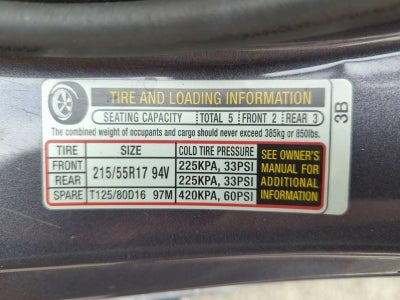 TIRE AND LOADING INFORMATION
SEATING CAPACITY TOTAL 5 FRONT 2 REAR 3
The combined weight of occupants and cargo should never exceed 385kg or 850lbs.
3B
TIRE SIZE COLD TIRE PRESSURE
FRONT 215/55R17 94V 225KPA, 33PSI
REAR 225KPA, 33PSI
SPARE T125/80D16 97M 420KPA, 60PSI
SEE OWNER'S
MANUAL FOR
ADDITIONAL
INFORMATION